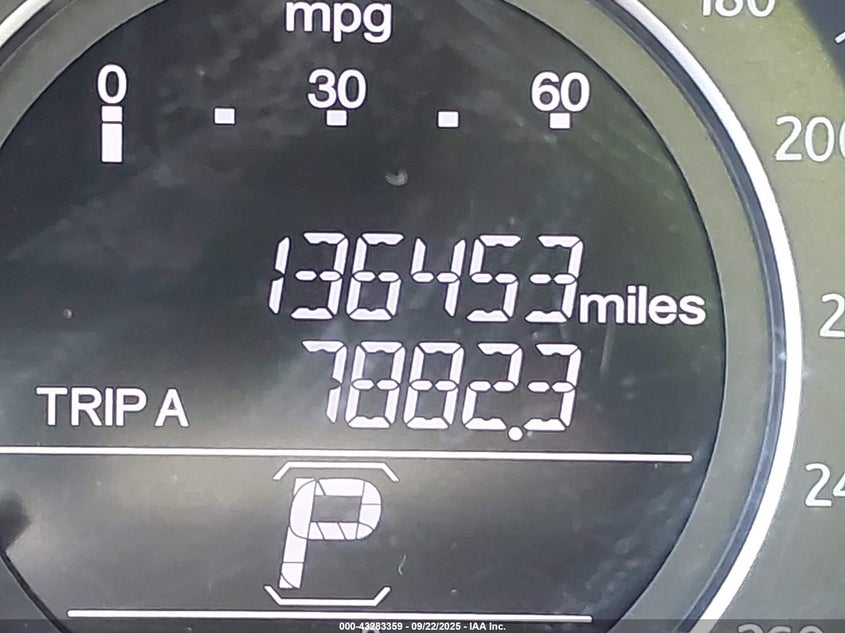 mpg
0 30 60
180
200
136453 miles
TRIP A 7882.3
P
000-43283359 - 09/22/2025 - IAA Inc.